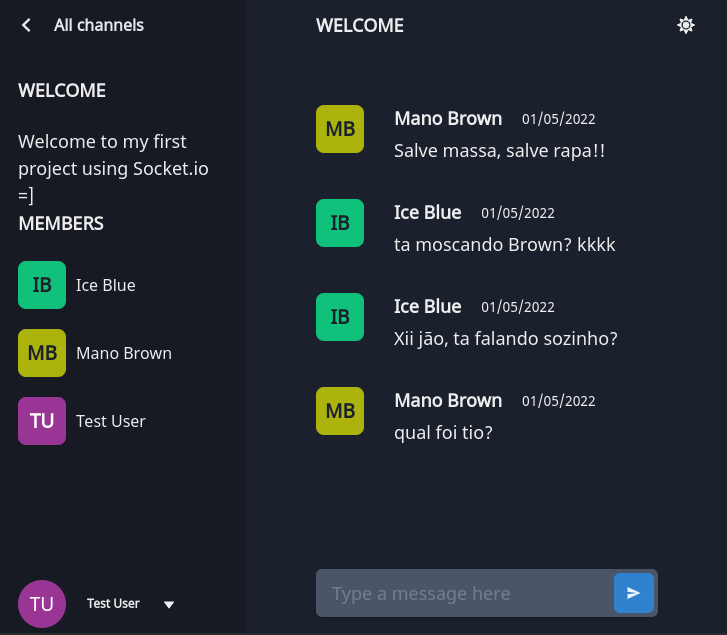 All channels
WELCOME
Welcome to my first
project using Socket.io
=]
MEMBERS
IB Ice Blue
MB Mano Brown
TU Test User
TU Test User
WELCOME
MB Mano Brown 01/05/2022
Salve massa, salve rapa!!
IB Ice Blue 01/05/2022
ta moscando Brown? kkkk
IB Ice Blue 01/05/2022
Xii jão, ta falando sozinho?
MB Mano Brown 01/05/2022
qual foi tio?
Type a message here